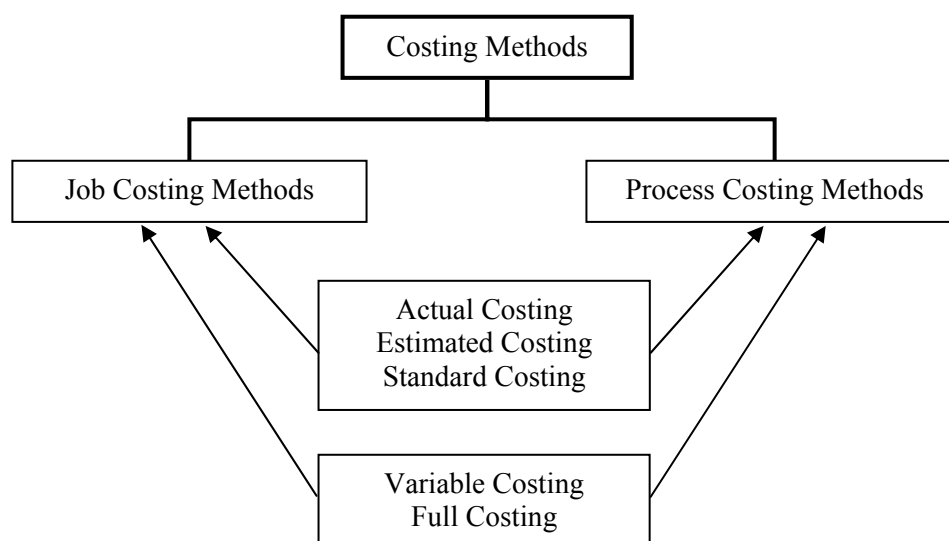 Costing Methods
Job Costing Methods
Process Costing Methods
Actual Costing
Estimated Costing
Standard Costing
Variable Costing
Full Costing